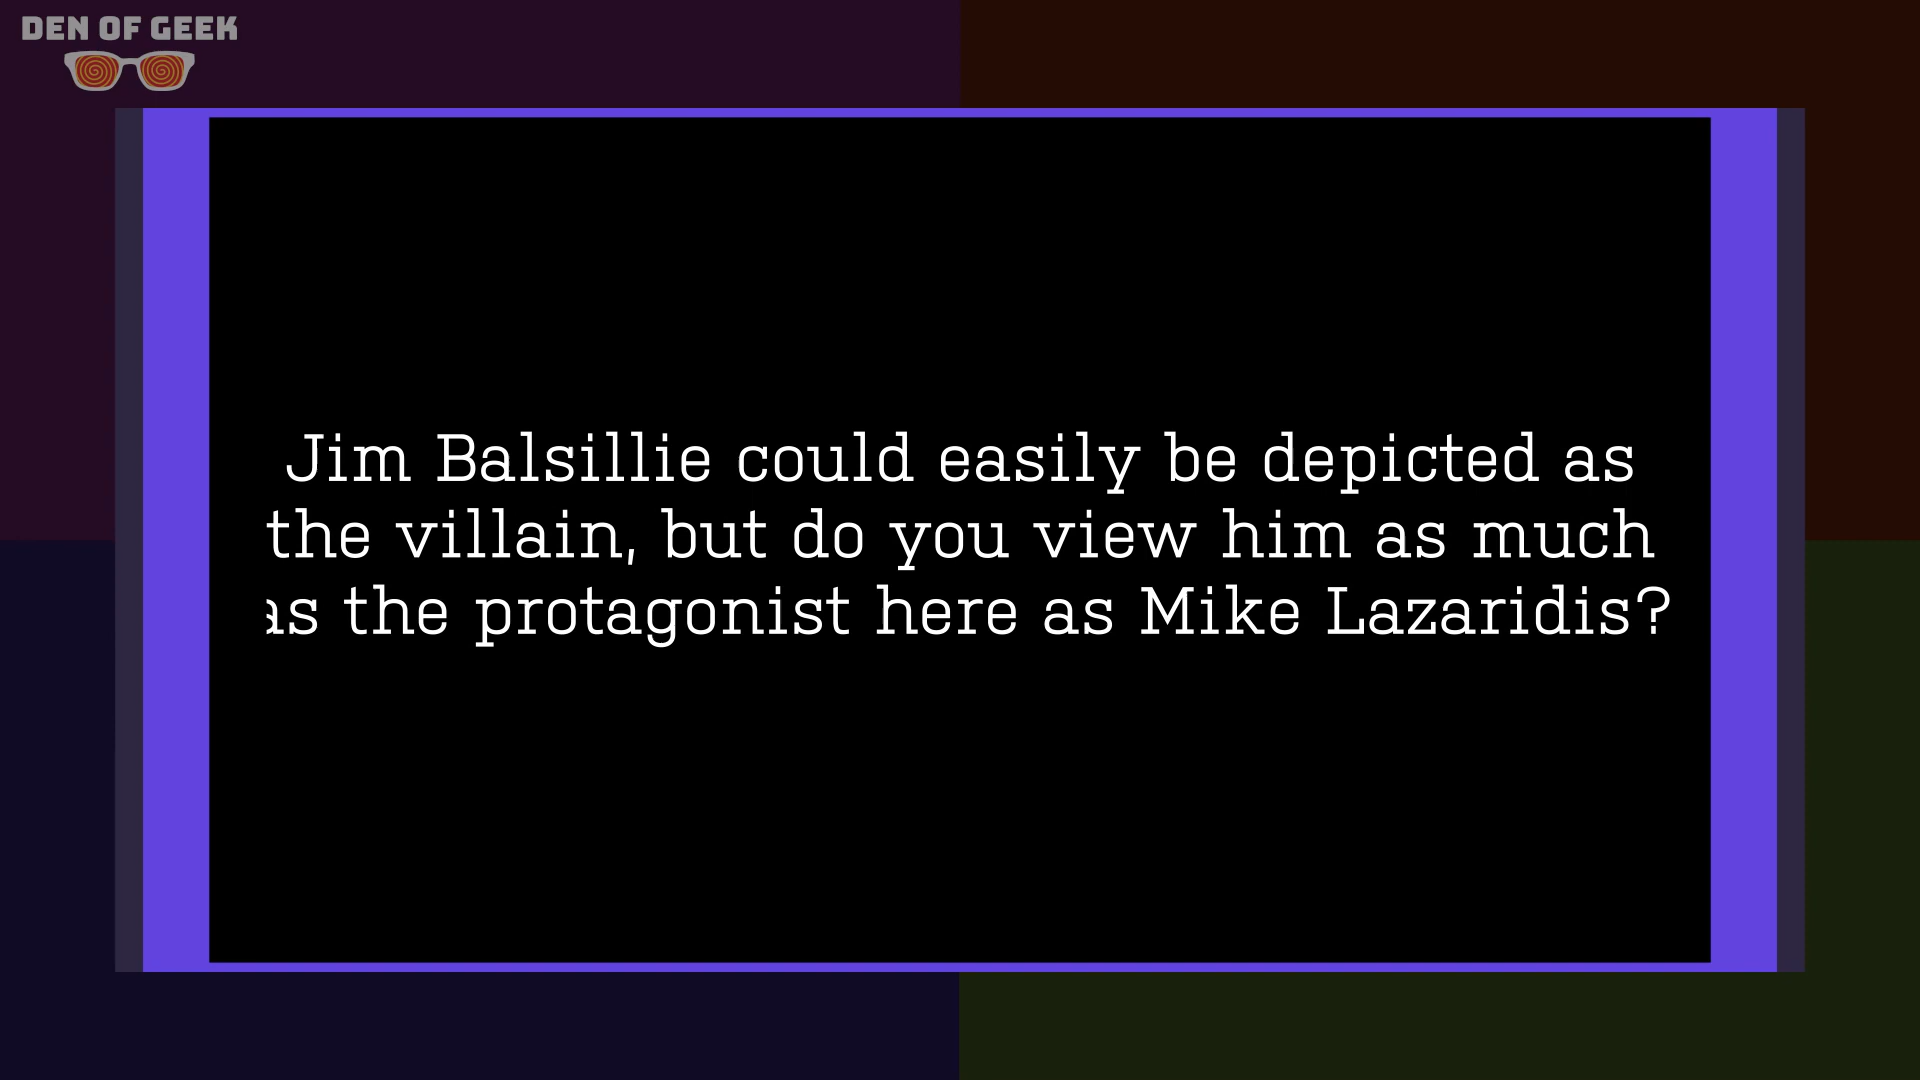 DEN OF GEEK
Jim Balsillie could easily be depicted as
the villain, but do you view him as much
as the protagonist here as Mike Lazaridis?